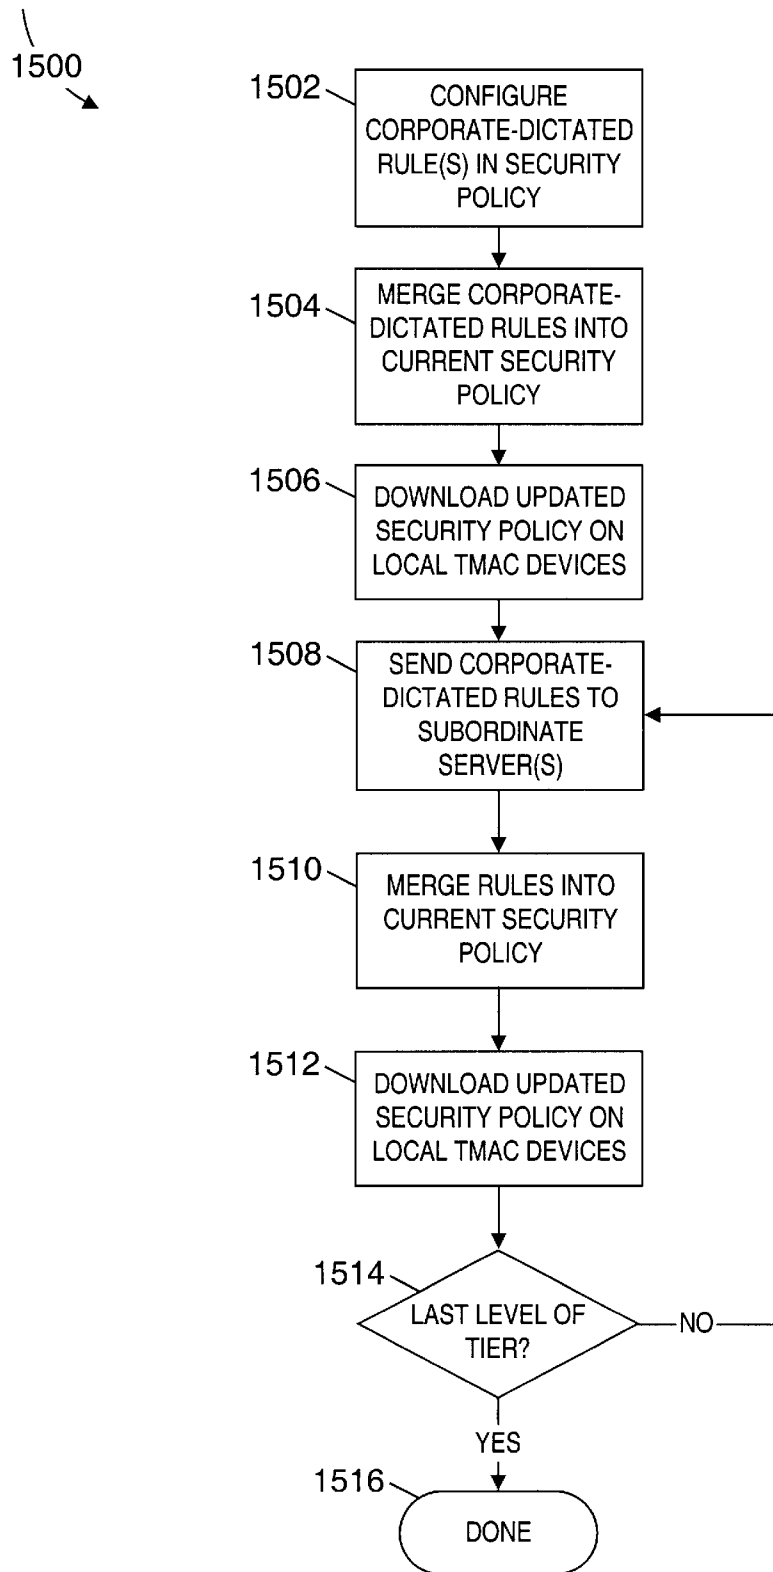 1500
1502
CONFIGURE
CORPORATE-DICTATED
RULE(S) IN SECURITY
POLICY
1504
MERGE CORPORATE-
DICTATED RULES INTO
CURRENT SECURITY
POLICY
1506
DOWNLOAD UPDATED
SECURITY POLICY ON
LOCAL TMAC DEVICES
1508
SEND CORPORATE-
DICTATED RULES TO
SUBORDINATE
SERVER(S)
1510
MERGE RULES INTO
CURRENT SECURITY
POLICY
1512
DOWNLOAD UPDATED
SECURITY POLICY ON
LOCAL TMAC DEVICES
1514
LAST LEVEL OF
TIER?
NO
YES
1516
DONE